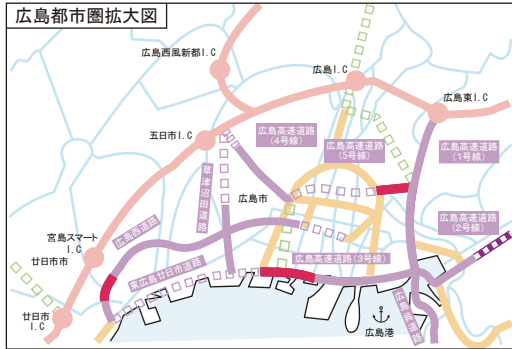 広島都市圏拡大図
広島西風新都I.C
広島I.C
広島東I.C
五日市I.C
広島高速道路
(4号線)
広島高速道路
(5号線)
広島高速道路
(1号線)
草津沼田道路
広島市
広島高速道路
(2号線)
宮島スマート
I.C
廿日市市
広島西道路
東広島廿日市道路
広島高速道路(3号線)
廿日市
I.C
広島港